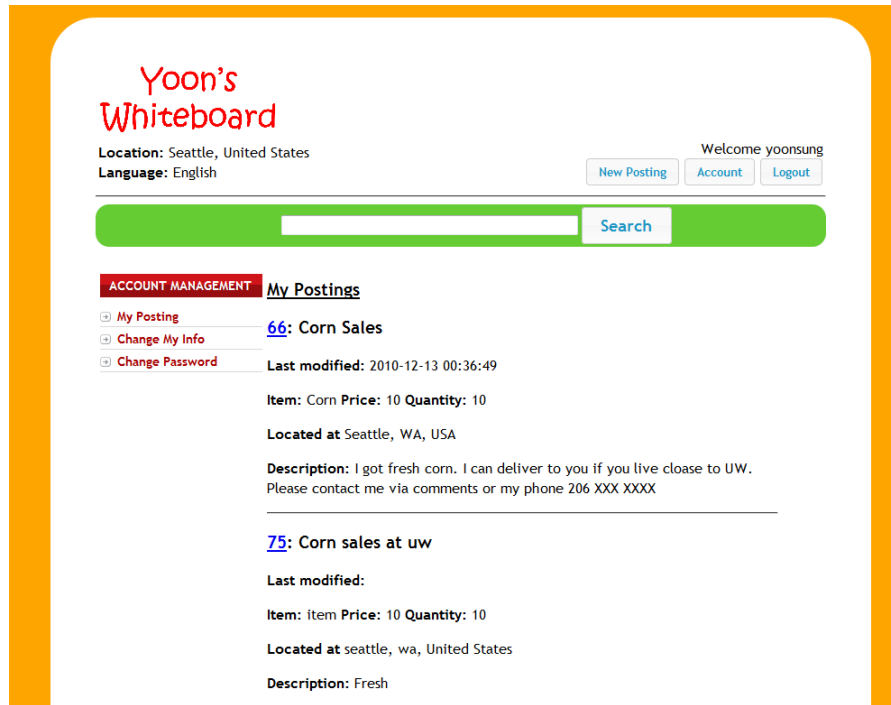 Yoon's
Whiteboard
Location: Seattle, United States
Language: English
Welcome yoonsung
New Posting Account Logout
Search
ACCOUNT MANAGEMENT
My Posting
Change My Info
Change Password
My Postings
66: Corn Sales
Last modified: 2010-12-13 00:36:49
Item: Corn Price: 10 Quantity: 10
Located at Seattle, WA, USA
Description: I got fresh corn. I can deliver to you if you live cloase to UW.
Please contact me via comments or my phone 206 XXX XXXX
75: Corn sales at uw
Last modified:
Item: item Price: 10 Quantity: 10
Located at seattle, wa, United States
Description: Fresh